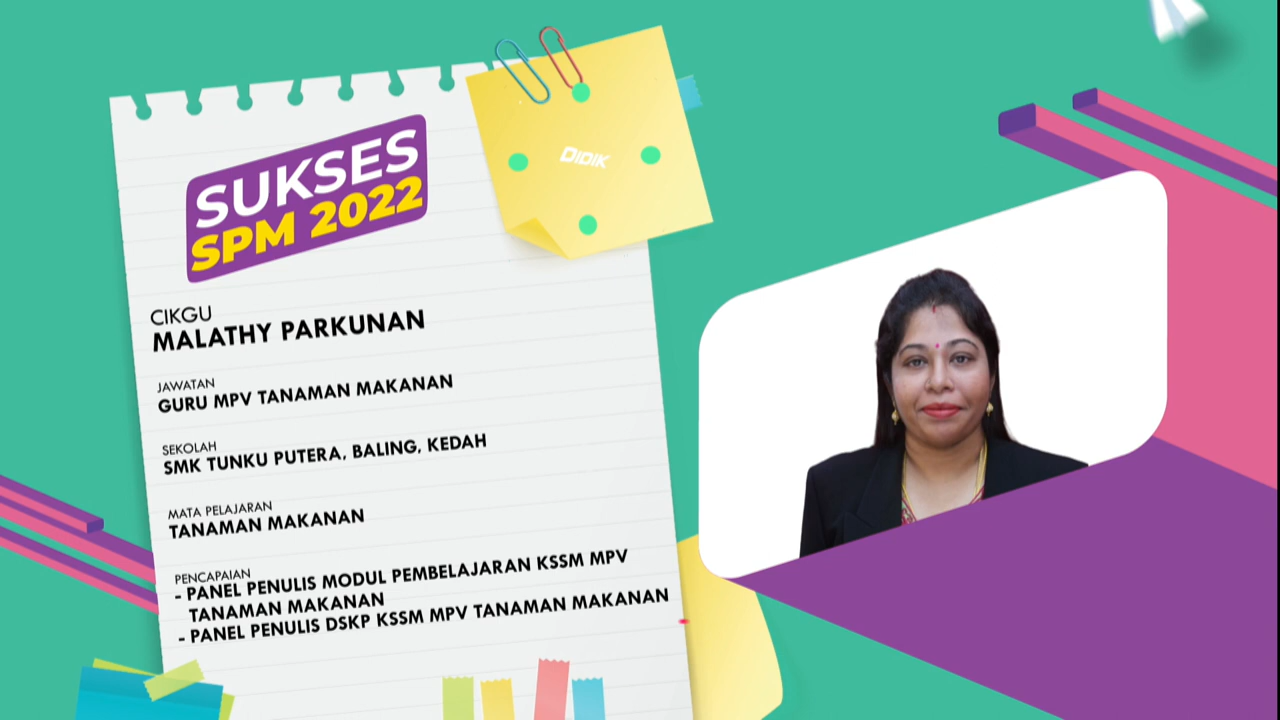 SUKSES
SPM 2022
DIDIK
CIKGU
MALATHY PARKUNAN
JAWATAN
GURU MPV TANAMAN MAKANAN
SEKOLAH
SMK TUNKU PUTERA, BALING, KEDAH
MATA PELAJARAN
TANAMAN MAKANAN
PENCAPAIAN
- PANEL PENULIS MODUL PEMBELAJARAN KSSM MPV
TANAMAN MAKANAN
- PANEL PENULIS DSKP KSSM MPV TANAMAN MAKANAN